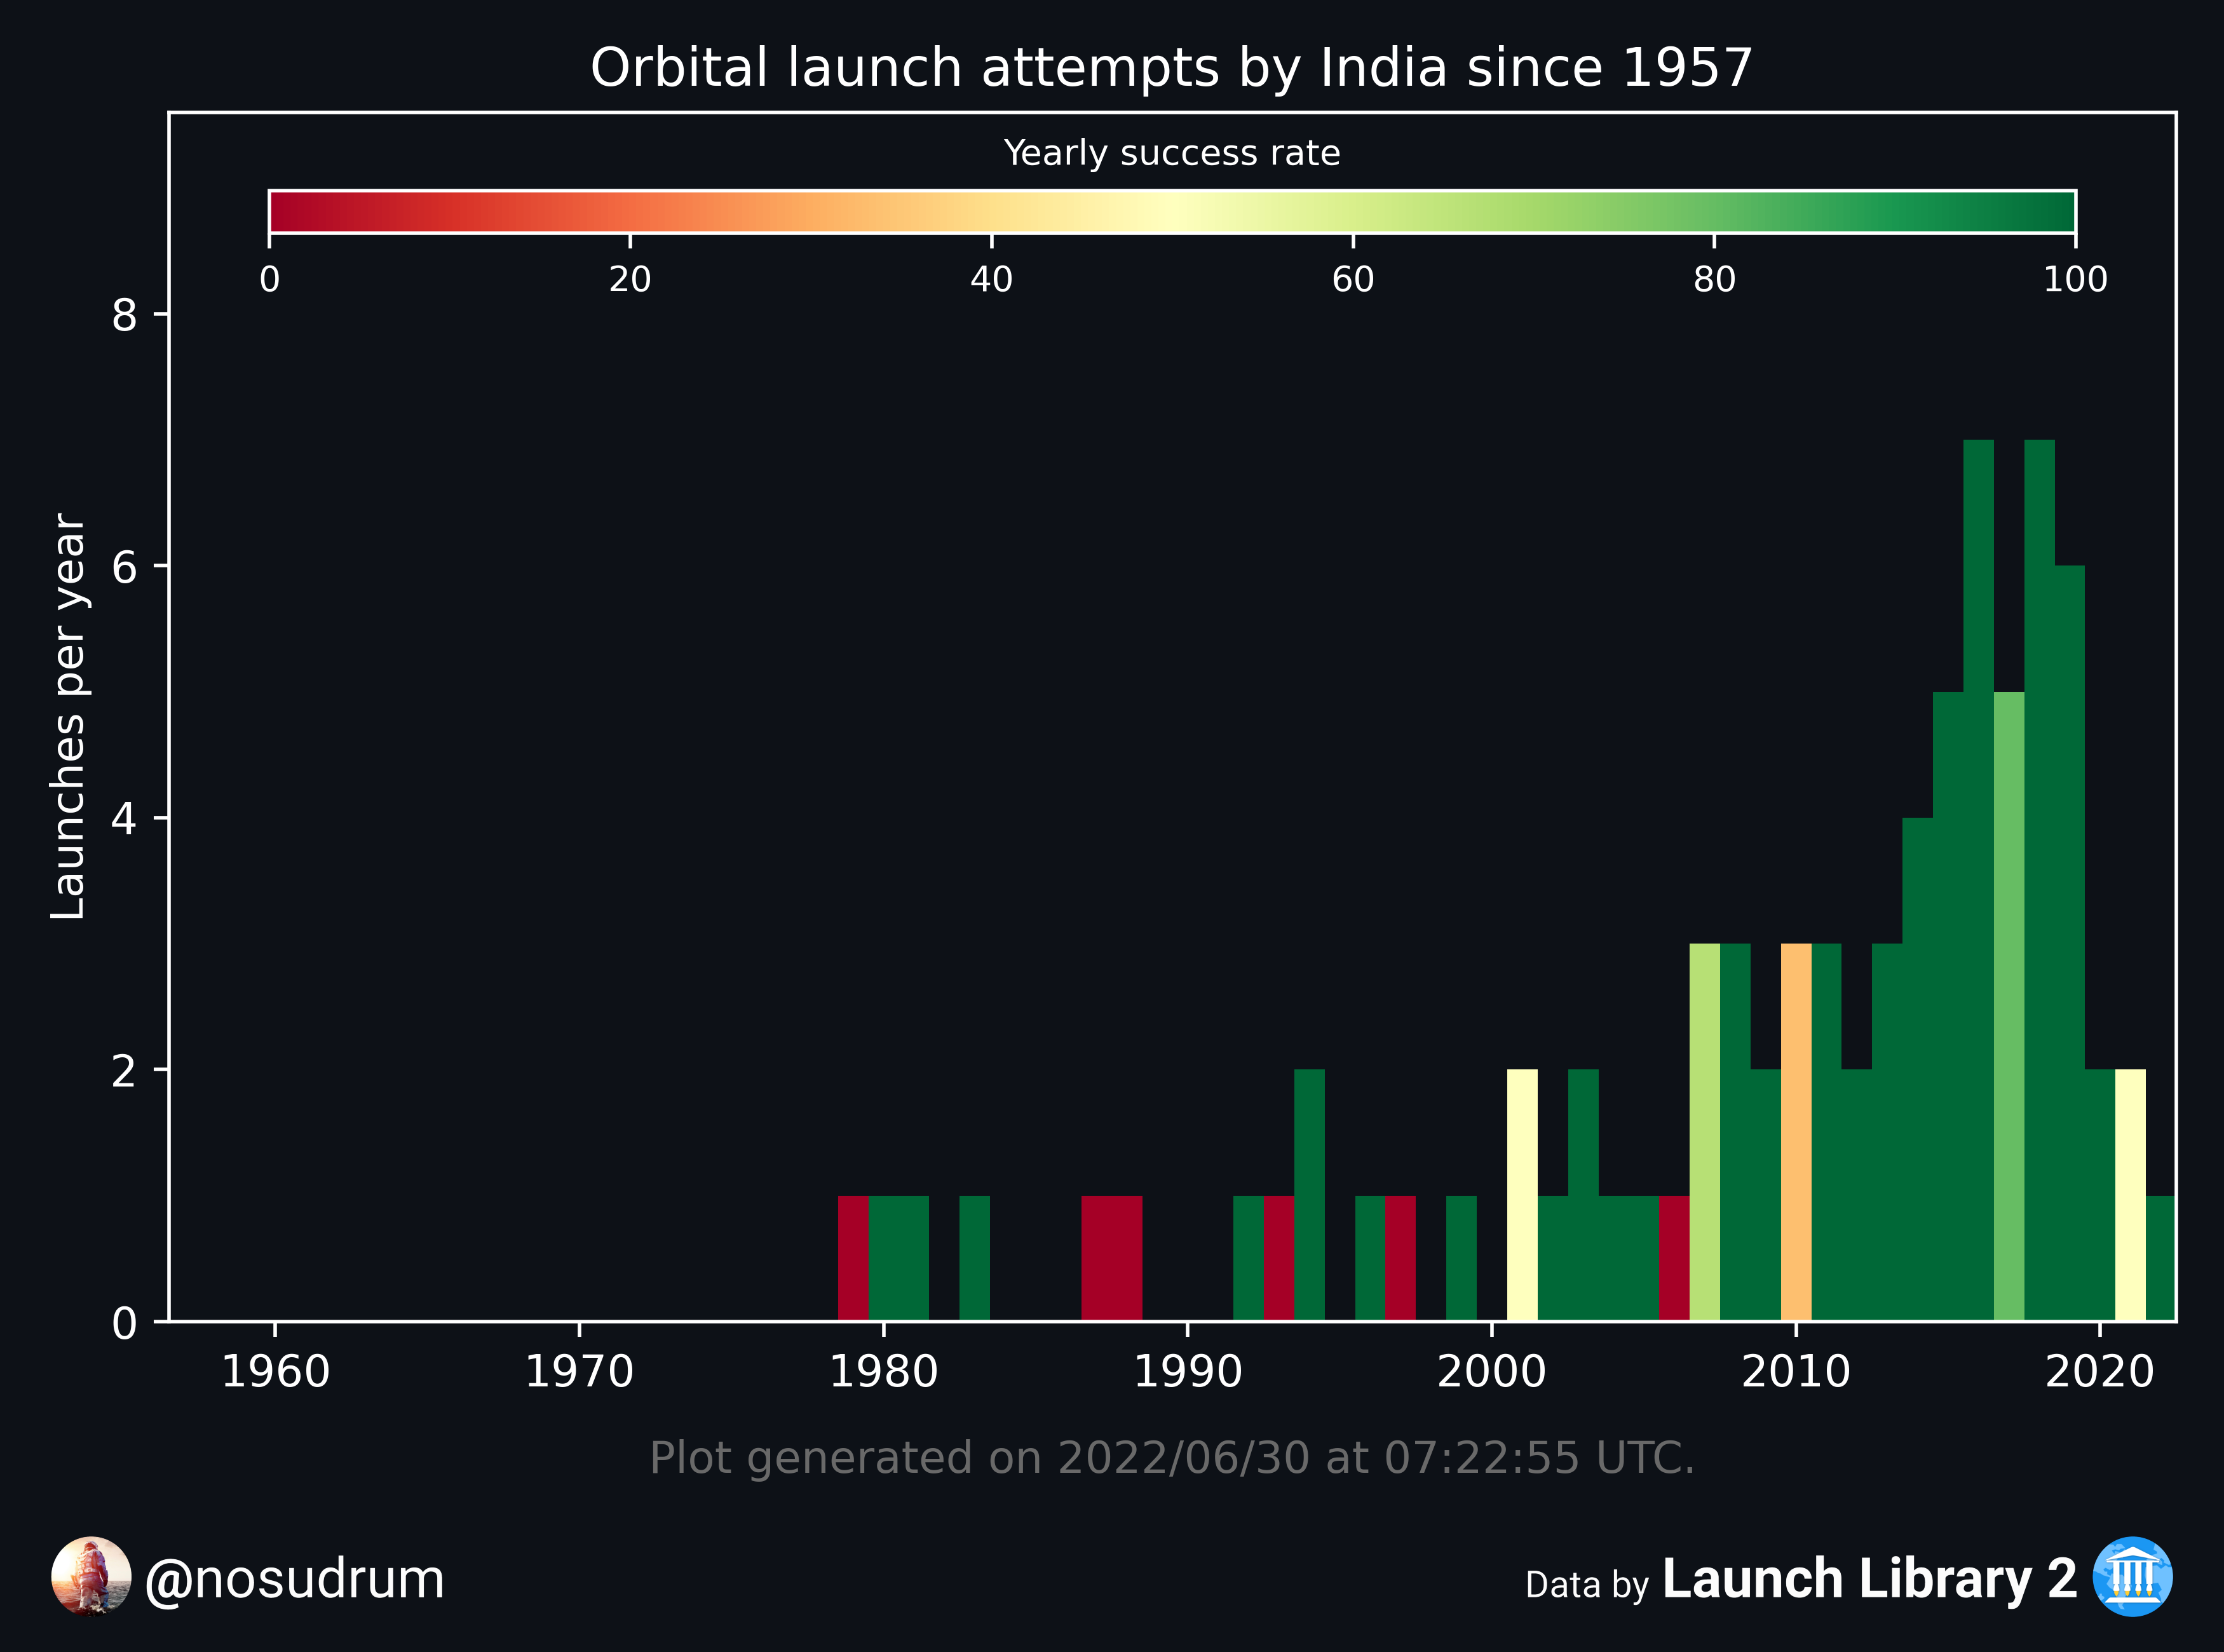 Orbital launch attempts by India since 1957
Yearly success rate
0 20 40 60 80 100
Launches per year
8
6
4
2
0
1960 1970 1980 1990 2000 2010 2020
Plot generated on 2022/06/30 at 07:22:55 UTC.
@nosudrum
Data by Launch Library 2